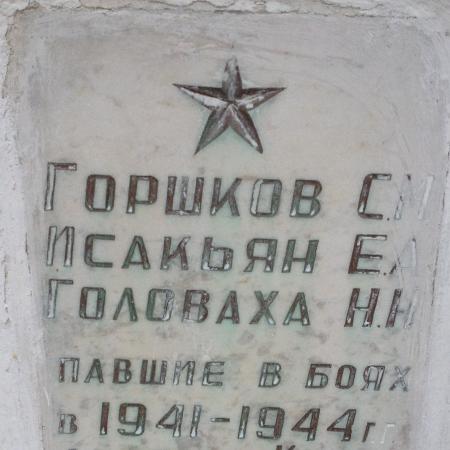 ГОРШКОВ С.М
ИСАКЬЯН Е.А
ГОЛОВАХА Н Н
ПАВШИЕ В БОЯХ
в 1941-1944 г г